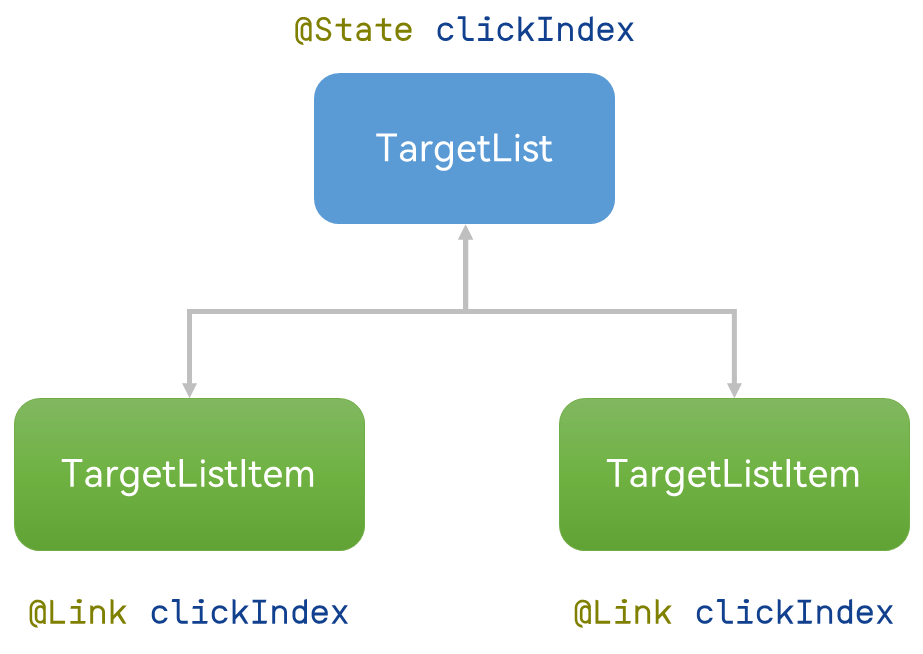 @State clickIndex
TargetList
TargetListItem
TargetListItem
@Link clickIndex
@Link clickIndex